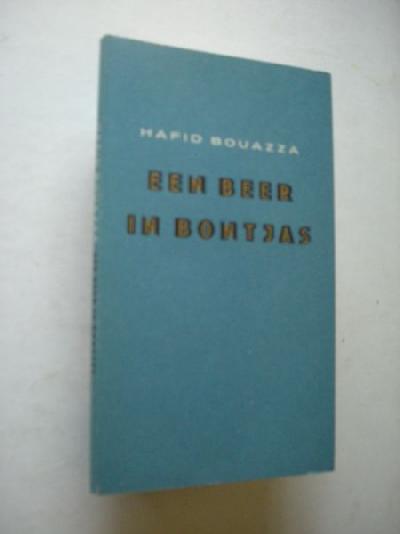 HAFID BOUAZZA
EEN BEER
IN BONTJAS